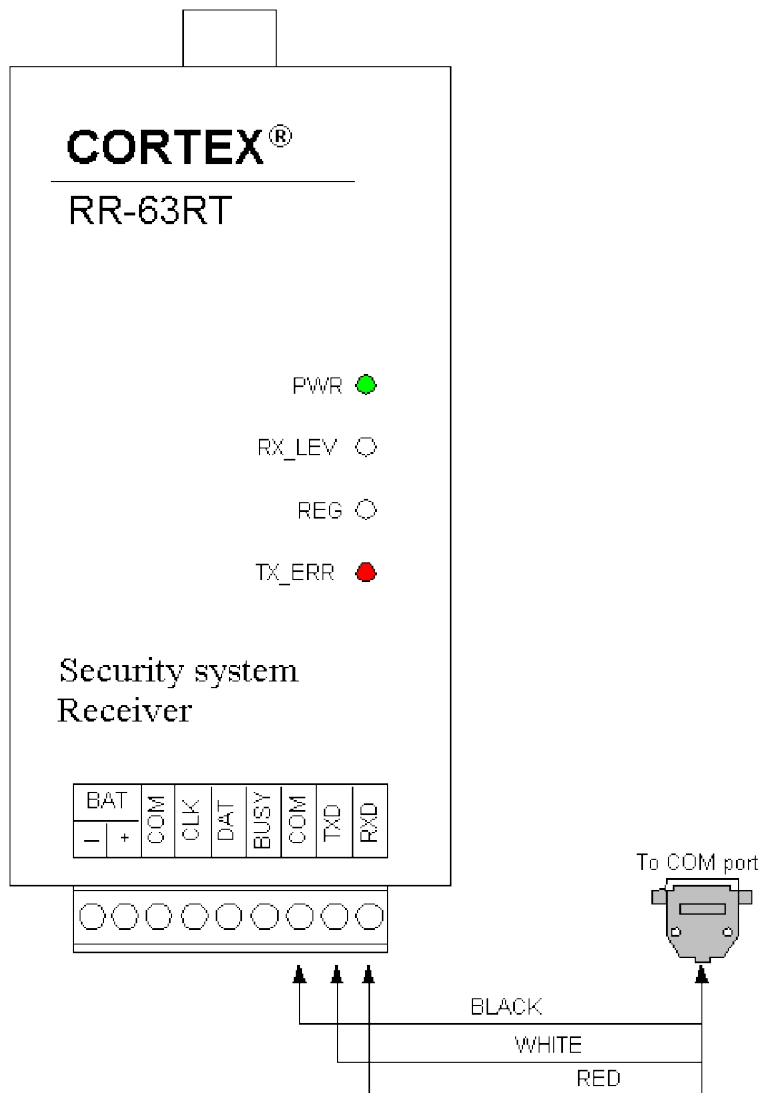 CORTEX®
RR-63RT
PWR
RX_LEV
REG
TX_ERR
Security system
Receiver
BAT
- +
COM
CLK
DAT
BUSY
COM
TXD
RXD
To COM port
BLACK
WHITE
RED